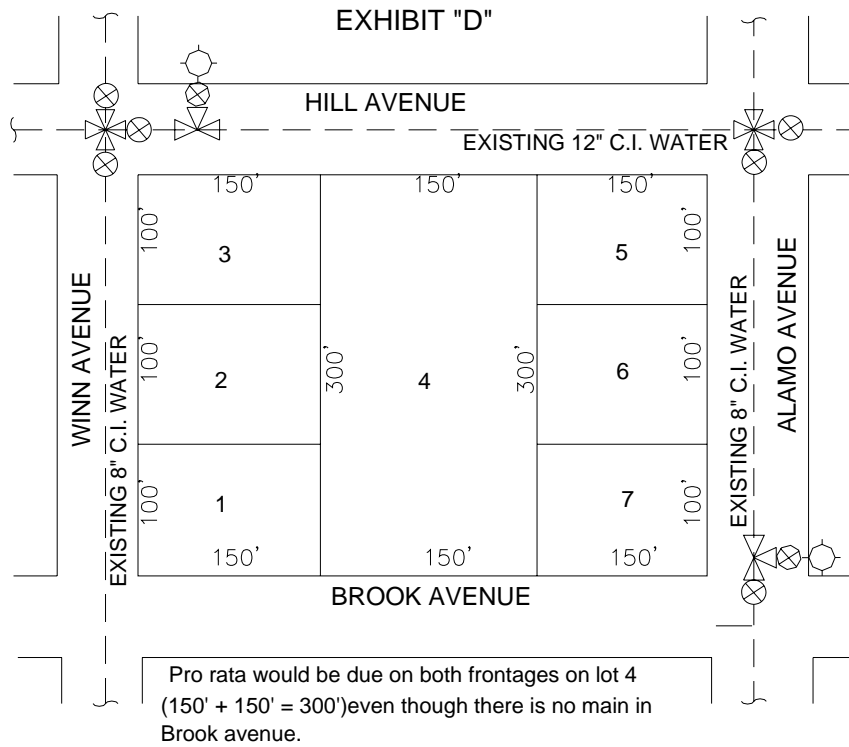 EXHIBIT "D"
HILL AVENUE
EXISTING 12" C.I. WATER
150'
150'
150'
100'
3
5
100'
WINN AVENUE
EXISTING 8" C.I. WATER
100'
2
300'
4
300'
6
100'
EXISTING 8" C.I. WATER
ALAMO AVENUE
100'
1
7
100'
150'
150'
150'
BROOK AVENUE
Pro rata would be due on both frontages on lot 4
(150' + 150' = 300')even though there is no main in
Brook avenue.